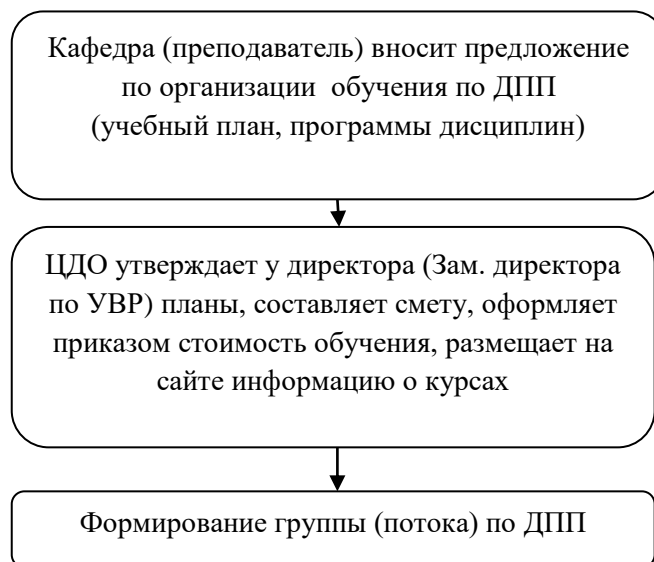 Кафедра (преподаватель) вносит предложение
по организации обучения по ДПП
(учебный план, программы дисциплин)
ЦДО утверждает у директора (Зам. директора
по УВР) планы, составляет смету, оформляет
приказом стоимость обучения, размещает на
сайте информацию о курсах
Формирование группы (потока) по ДПП